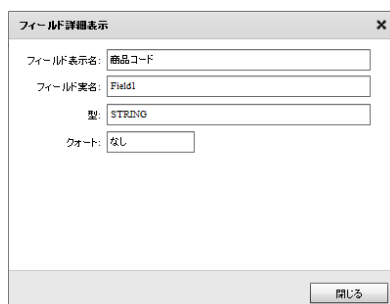 フィールド詳細表示
フィールド表示名: 商品コード
フィールド実名: Field1
型: STRING
クォート: なし
閉じる